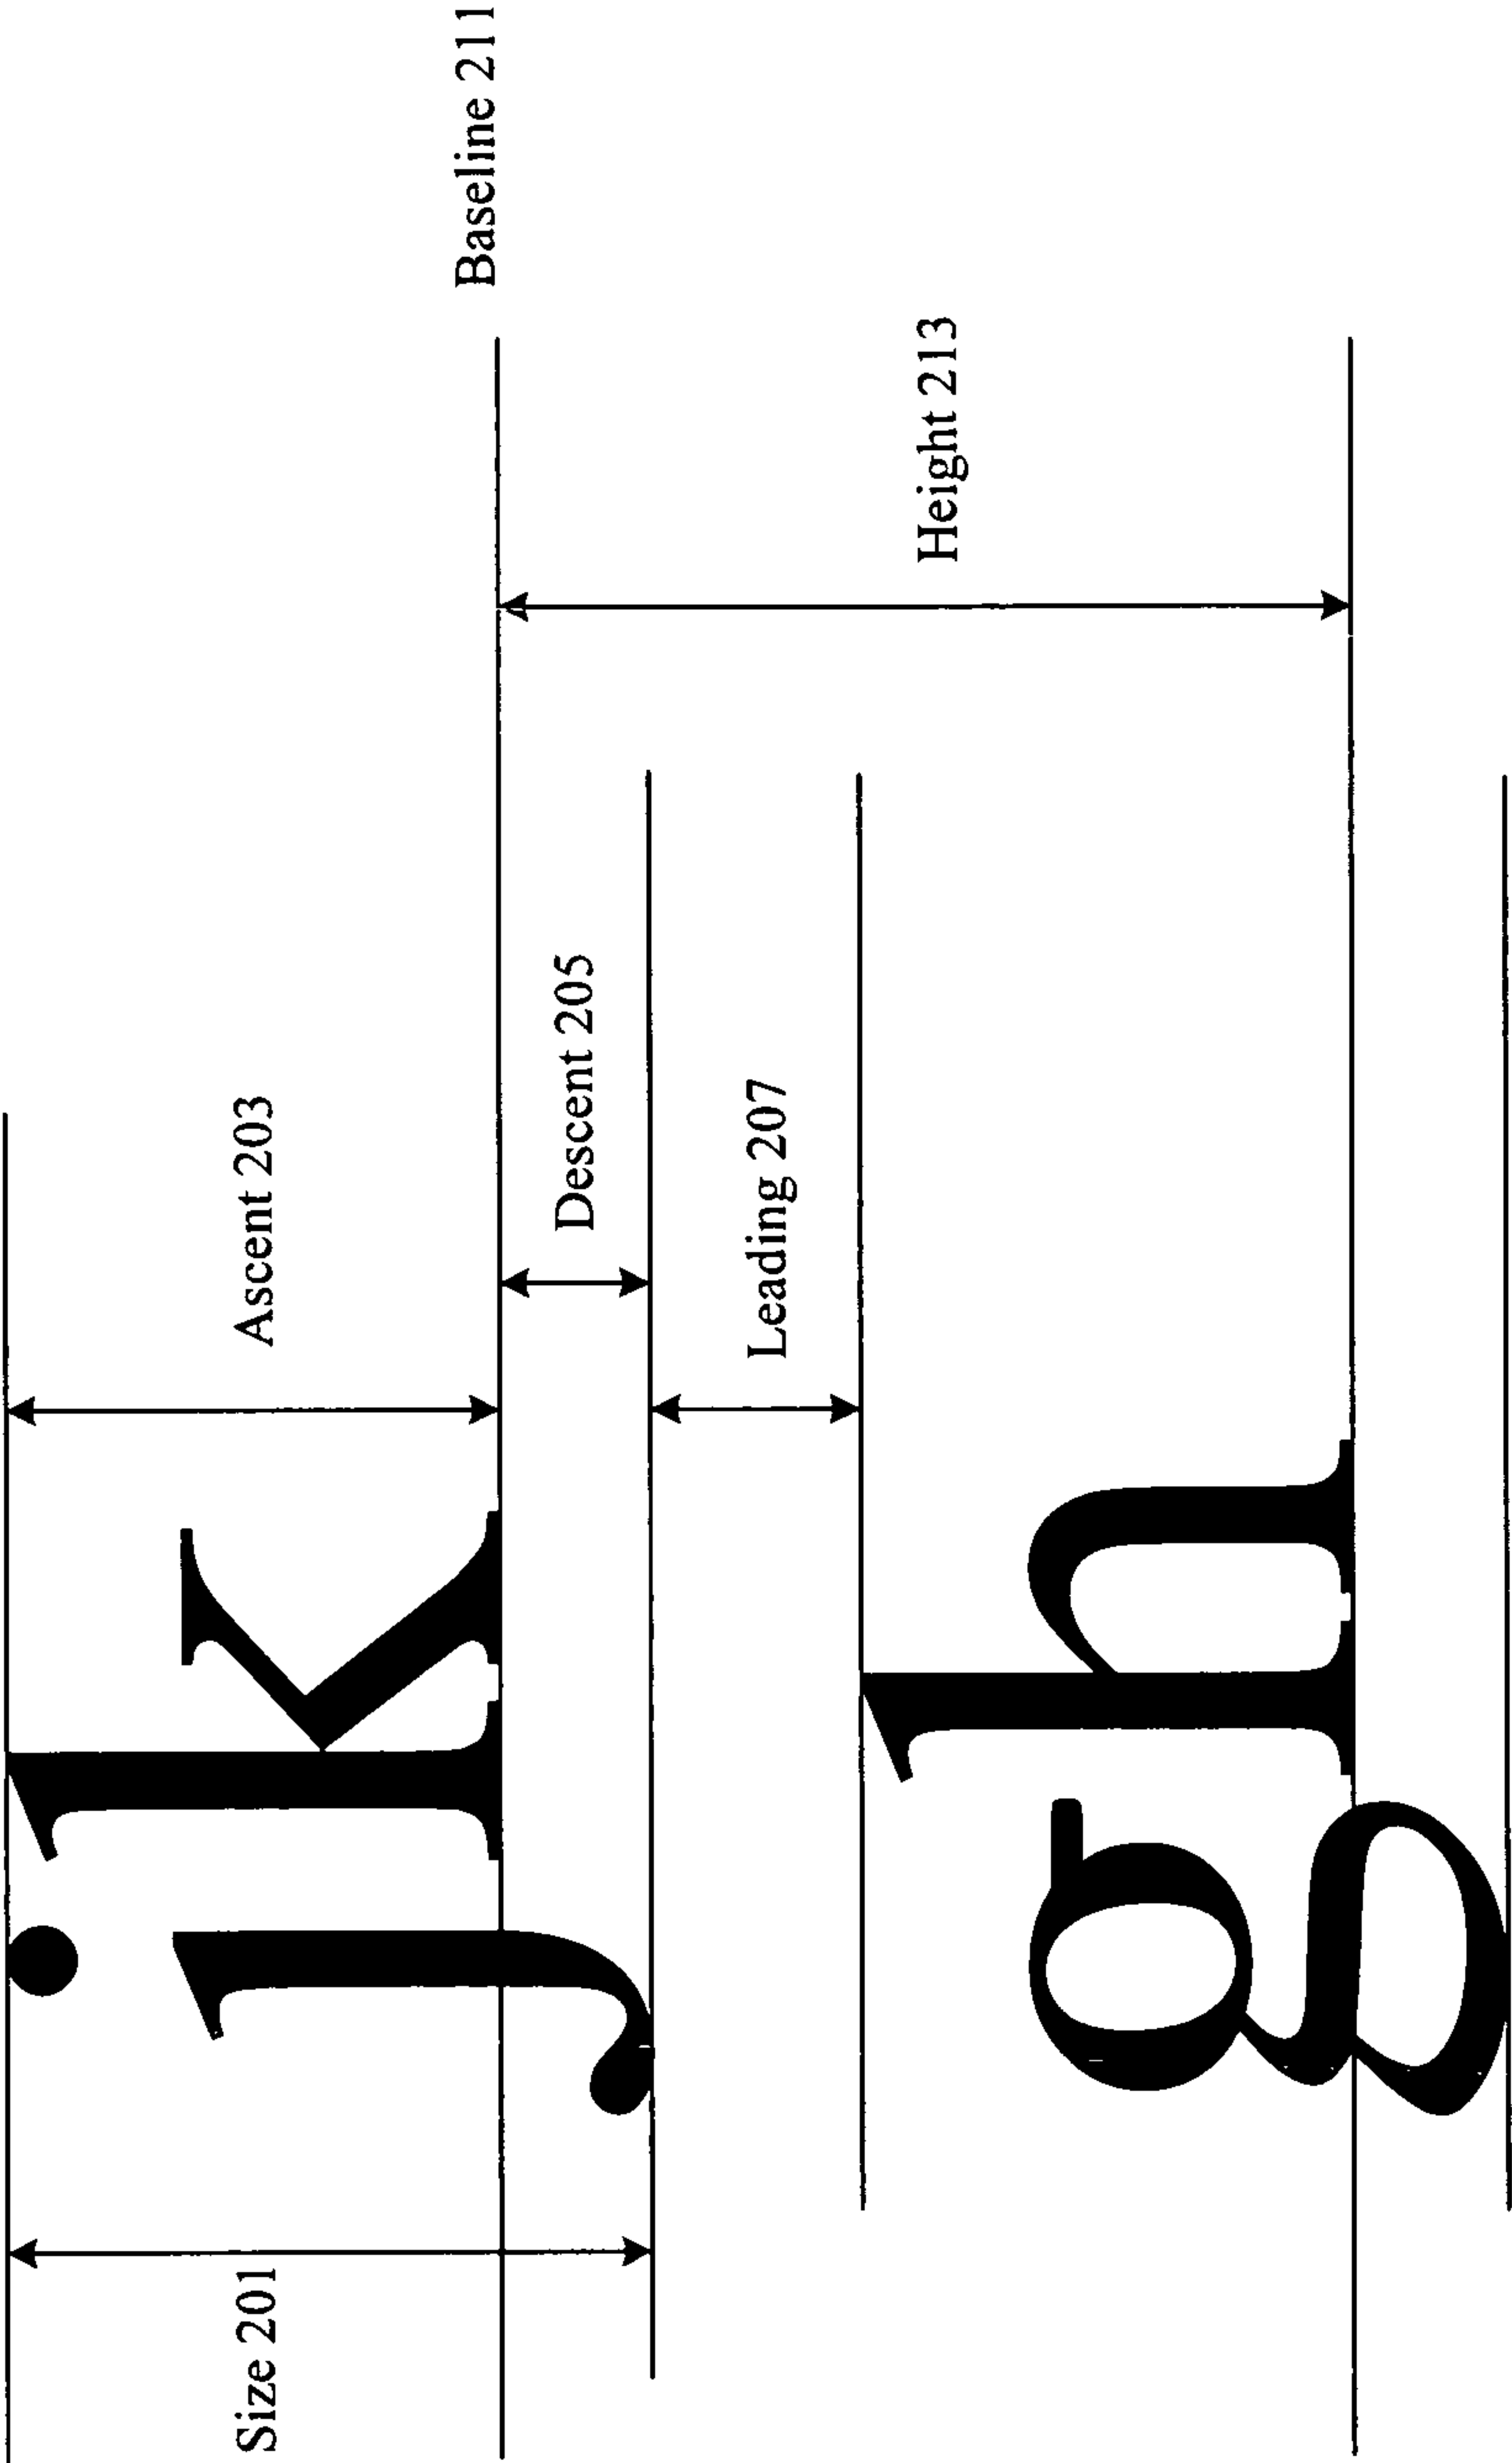 Size 201
jk
Ascent 203
Baseline 211
Descent 205
Leading 207
Height 213
gh